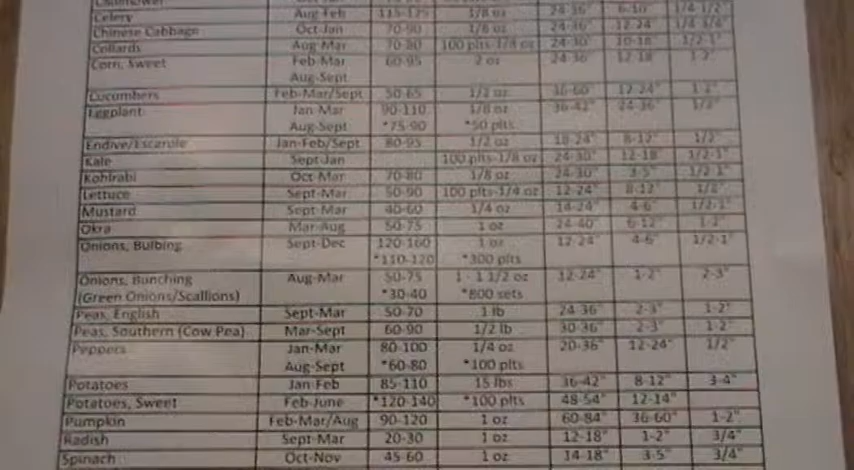 Celery Aug-Feb 115-125 1/8 oz 24-36" 6-10" 1/4-1/2"
Chinese Cabbage Oct-Jan 70-90 1/8 oz 24-36" 12-24"
Collards Aug-Mar 70-80 100 plts-1/8 oz 24-30" 10-18" 1/2-1"
Corn, Sweet Feb-Mar 60-95 2 oz 24-36" 12-18" 1-2"
Aug-Sept
Cucumbers Feb-Mar/Sept 50-65 1/2 oz 36-60" 12-24" 1-2"
Eggplant Jan-Mar 90-110 1/8 oz 36-42" 24-36" 1/2"
Aug-Sept *75-90 *50 plts
Endive/Escarole Jan-Feb/Sept 80-95 1/2 oz 18-24" 8-12" 1/2"
Kale Sept-Jan 100 plts-1/8 oz 24-30" 12-18" 1/2-1"
Kohlrabi Oct-Mar 70-80 1/8 oz 24-30" 3-5" 1/2-1"
Lettuce Sept-Mar 50-90 100 plts-1/4 oz 12-24" 8-12" 1/2"
Mustard Sept-Mar 40-60 1/4 oz 14-24" 4-6" 1/2-1"
Okra Mar-Aug 50-75 1 oz 24-40" 6-12" 1-2"
Onions, Bulbing Sept-Dec 120-160 1 oz 12-24" 4-6" 1/2-1"
*110-120 *300 plts
Onions, Bunching Aug-Mar 50-75 1 - 1 1/2 oz 12-24" 1-2" 2-3"
(Green Onions/Scallions) *30-40 *800 sets
Peas, English Sept-Mar 50-70 1 lb 24-36" 2-3" 1-2"
Peas, Southern (Cow Pea) Mar-Sept 60-90 1/2 lb 30-36" 2-3" 1-2"
Peppers Jan-Mar 80-100 1/4 oz 20-36" 12-24" 1/2"
Aug-Sept *60-80 *100 plts
Potatoes Jan-Feb 85-110 15 lbs 36-42" 8-12" 3-4"
Potatoes, Sweet Feb-June *120-140 *100 plts 48-54" 12-14"
Pumpkin Feb-Mar/Aug 90-120 1 oz 60-84" 36-60" 1-2"
Radish Sept-Mar 20-30 1 oz 12-18" 1-2" 3/4"
Spinach Oct-Nov 45-60 1 oz 14-18" 3-5" 3/4"